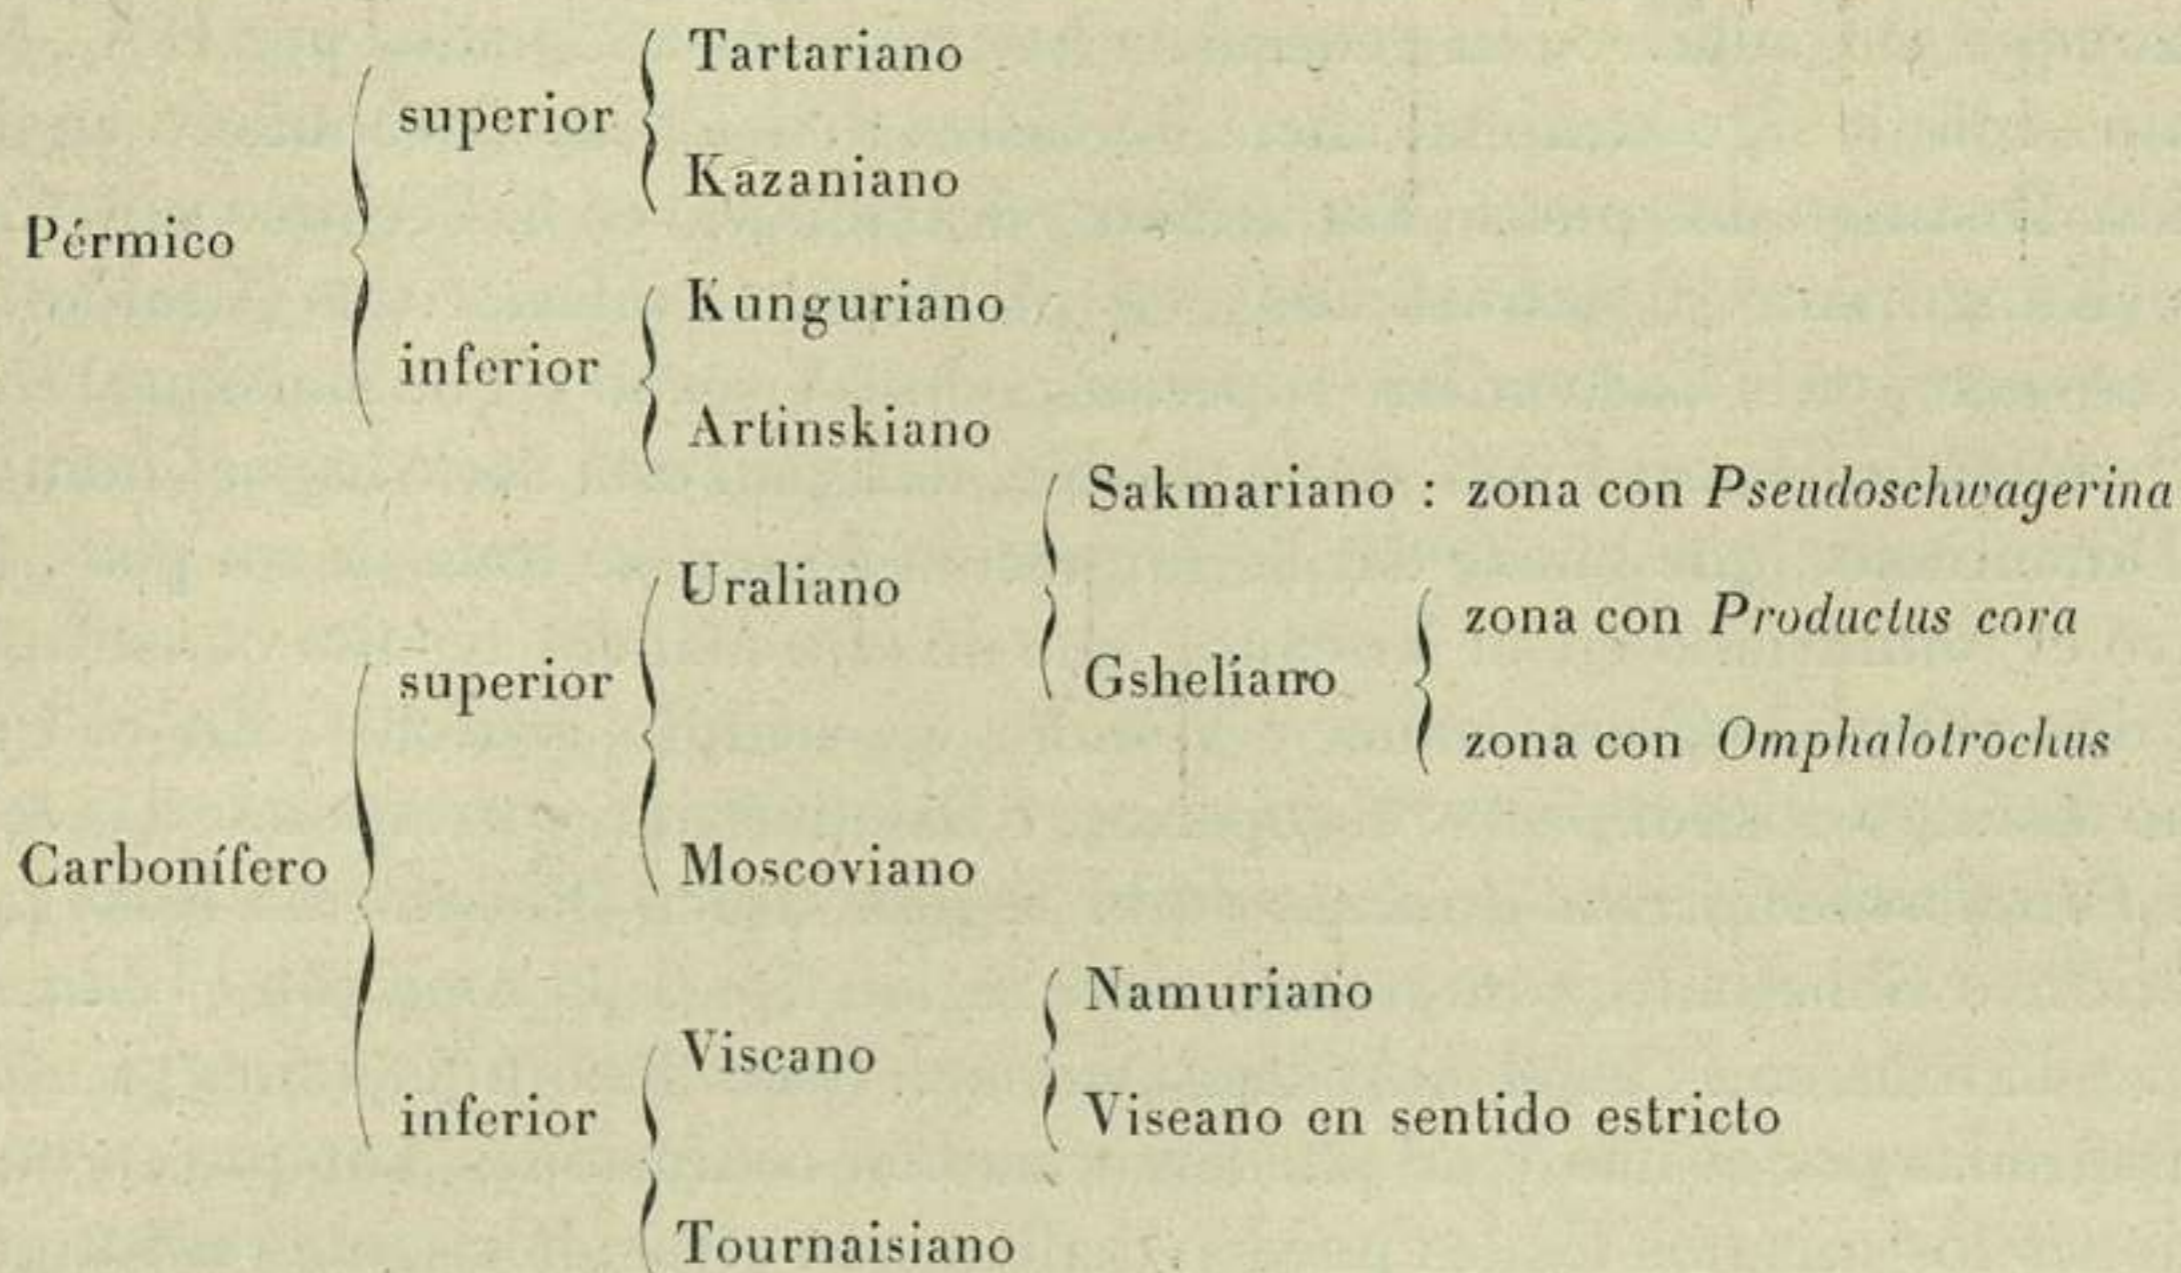 Tartariano
superior
Kazaniano
Pérmico
Kunguriano
inferior
Artinskiano
Sakmariano : zona con Pseudoschwagerina
Uraliano
zona con Productus cora
superior
Gsheliano
zona con Omphalotrochus
Carbonífero
Moscoviano
Namuriano
Viseano
inferior
Viseano en sentido estricto
Tournaisiano